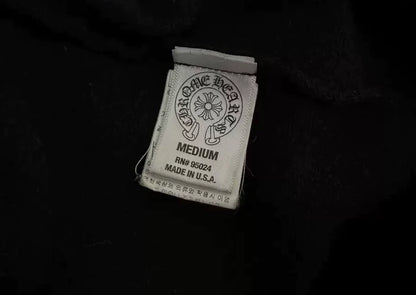 CHROME HEARTS
MEDIUM
RN# 95024
MADE IN U.S.A.